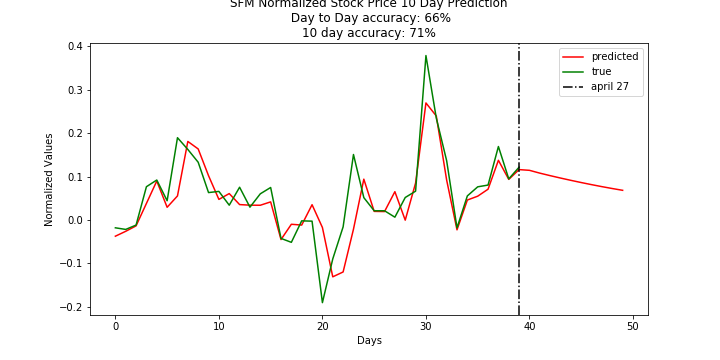 SFM Normalized Stock Price 10 Day Prediction
Day to Day accuracy: 66%
10 day accuracy: 71%
predicted
true
april 27
Normalized Values
0.4
0.3
0.2
0.1
0.0
−0.1
−0.2
0 10 20 30 40 50
Days